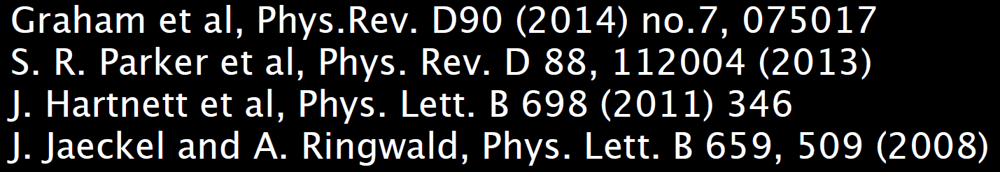 Graham et al, Phys.Rev. D90 (2014) no.7, 075017
S. R. Parker et al, Phys. Rev. D 88, 112004 (2013)
J. Hartnett et al, Phys. Lett. B 698 (2011) 346
J. Jaeckel and A. Ringwald, Phys. Lett. B 659, 509 (2008)